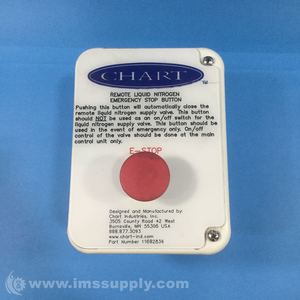 CHART
TM
REMOTE LIQUID NITROGEN
EMERGENCY STOP BUTTON
Pushing this button will automatically close the
remote liquid nitrogen supply valve. This button
should NOT be used as an on/off switch for the
liquid nitrogen supply valve. This button should be
used in the event of emergency only. On/off
control of the valve should be done at the main
control unit only.
E-STOP
Designed and Manufactured by:
Chart Industries, Inc.
3505 County Road 42 West
Burnsville, MN 55306 USA
888.877.3093
www.chart-ind.com
Part Number 11682836
© www.imssupply.com